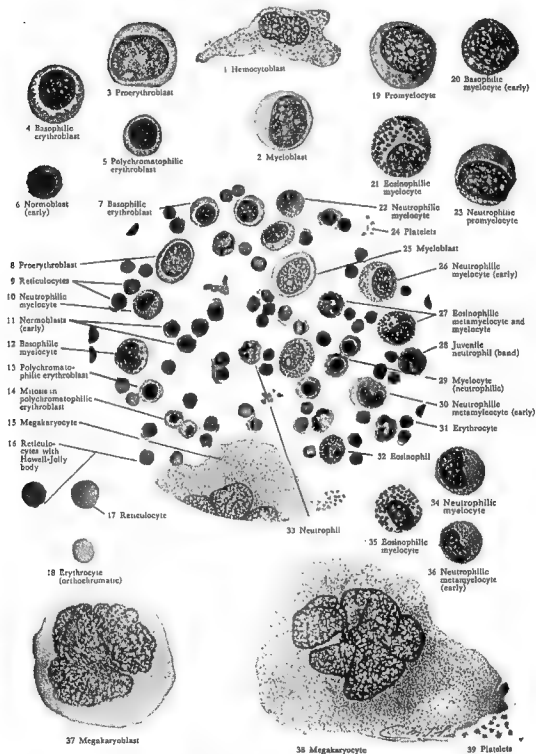 1 Hemocytoblast
3 Proerythroblast
19 Promyelocyte
20 Basophilic
myelocyte (early)
4 Basophilic
erythroblast
5 Polychromatophilic
erythroblast
2 Myeloblast
21 Eosinophilic
myelocyte
6 Normoblast
(early)
7 Basophilic
erythroblast
22 Neutrophilic
myelocyte
23 Neutrophilic
promyelocyte
24 Platelets
25 Myeloblast
8 Proerythroblast
9 Reticulocytes
10 Neutrophilic
myelocyte
11 Normoblasts
(early)
12 Basophilic
myelocyte
13 Polychromato-
philic erythroblast
14 Mitosis in
polychromatophilic
erythroblast
15 Megakaryocyte
16 Reticulo-
cytes with
Howell-Jolly
body
26 Neutrophilic
myelocyte (early)
27 Eosinophilic
metamyelocyte and
myelocyte
28 Juvenile
neutrophil (band)
29 Myelocyte
(neutrophilic)
30 Neutrophilic
metamyelocyte (early)
31 Erythrocyte
32 Eosinophil
17 Reticulocyte
33 Neutrophil
34 Neutrophilic
myelocyte
35 Eosinophilic
myelocyte
18 Erythrocyte
(orthochromatic)
36 Neutrophilic
metamyelocyte
(early)
37 Megakaryoblast
38 Megakaryocyte
39 Platelets